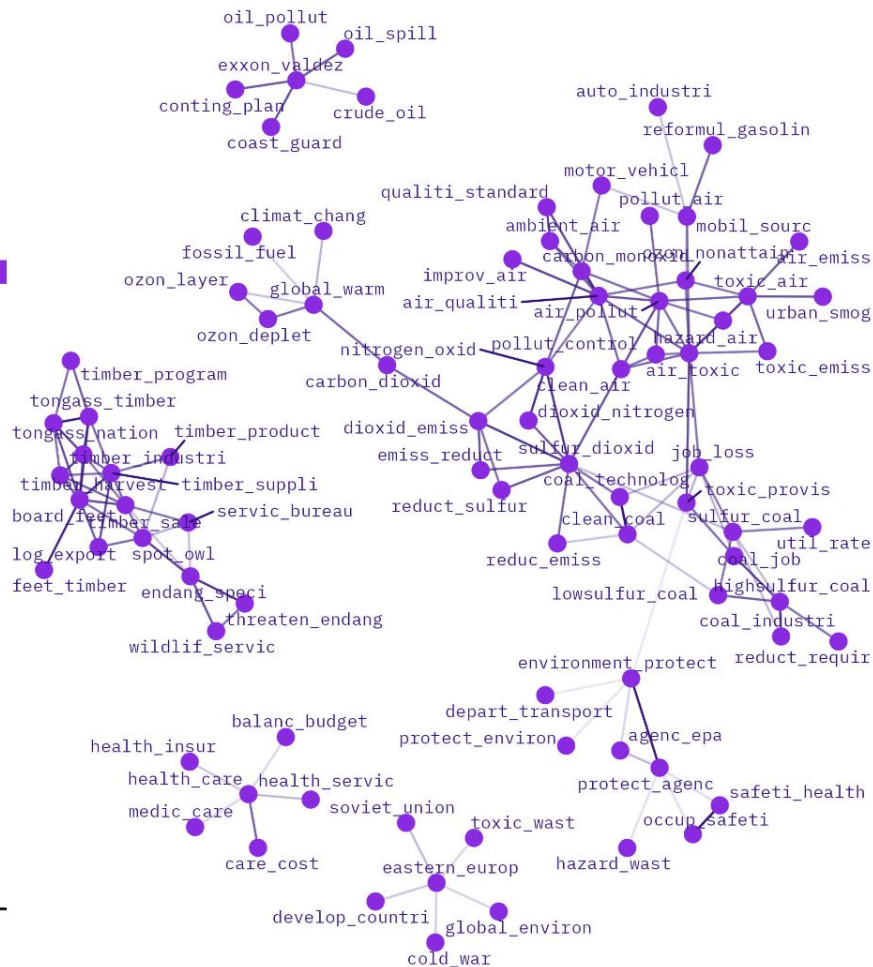 oil_pollut
oil_spill
exxon_valdez
conting_plan
crude_oil
coast_guard
auto_industri
reformul_gasolin
motor_vehicl
qualiti_standard
pollut_air
ambient_air
mobil_sourc
climat_chang
fossil_fuel
carbon_monoxid
ozon_nonattain
air_emiss
improv_air
toxic_air
ozon_layer
global_warm
air_qualiti
air_pollut
urban_smog
ozon_deplet
nitrogen_oxid
pollut_control
hazard_air
carbon_dioxid
clean_air
air_toxic
toxic_emiss
timber_program
tongass_timber
dioxid_nitrogen
tongass_nation
timber_product
dioxid_emiss
timber_industri
emiss_reduct
sulfur_dioxid
job_loss
timber_harvest
timber_suppli
coal_technolog
toxic_provis
reduct_sulfur
board_feet
timber_sale
servic_bureau
clean_coal
sulfur_coal
util_rate
log_export
spot_owl
reduc_emiss
coal_job
feet_timber
endang_speci
lowsulfur_coal
highsulfur_coal
threaten_endang
coal_industri
wildlif_servic
reduct_requir
environment_protect
depart_transport
balanc_budget
protect_environ
agenc_epa
health_insur
health_care
health_servic
protect_agenc
safeti_health
medic_care
soviet_union
toxic_wast
occup_safeti
care_cost
hazard_wast
eastern_europ
develop_countri
global_environ
cold_war